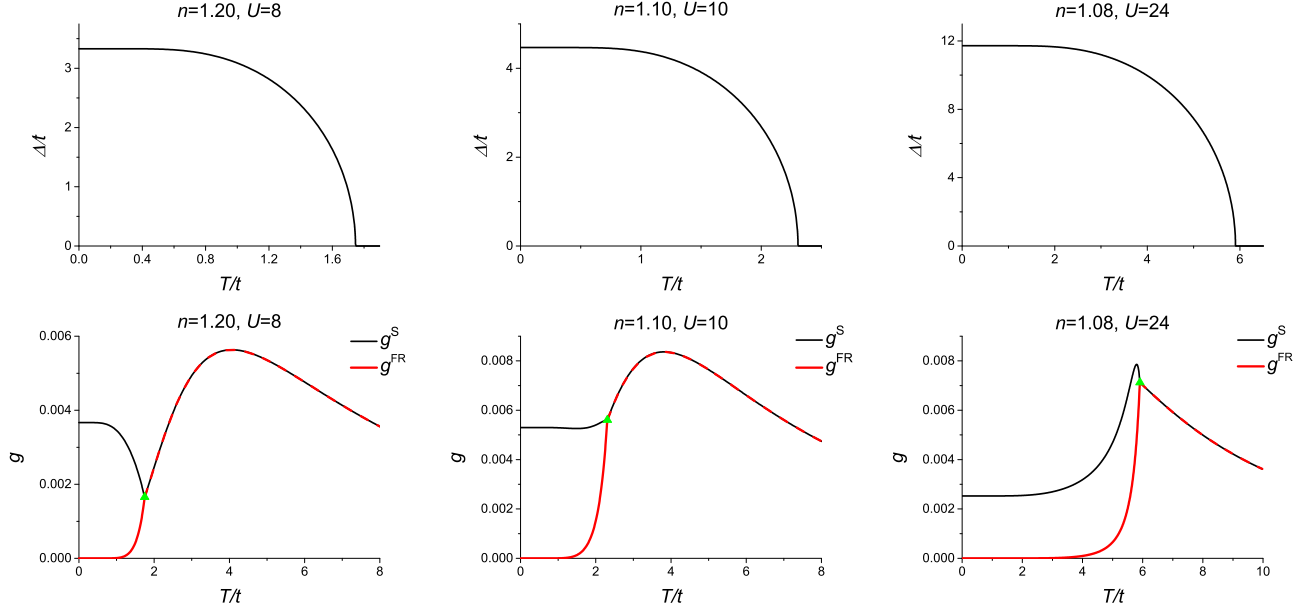 n=1.20, U=8
n=1.10, U=10
n=1.08, U=24
Δ/t
3
2
1
0
0.0 0.4 0.8 1.2 1.6
T/t
Δ/t
4
2
0
0 1 2
T/t
Δ/t
12
9
6
3
0
0 2 4 6
T/t
n=1.20, U=8
g^S
g^FR
g
0.006
0.004
0.002
0.000
0 2 4 6 8
T/t
n=1.10, U=10
g^S
g^FR
g
0.008
0.006
0.004
0.002
0.000
0 2 4 6 8
T/t
n=1.08, U=24
g^S
g^FR
g
0.008
0.006
0.004
0.002
0.000
0 2 4 6 8 10
T/t